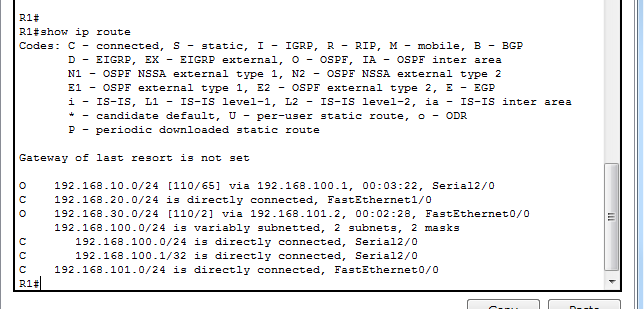 R1#
R1#show ip route
Codes: C - connected, S - static, I - IGRP, R - RIP, M - mobile, B - BGP
       D - EIGRP, EX - EIGRP external, O - OSPF, IA - OSPF inter area
       N1 - OSPF NSSA external type 1, N2 - OSPF NSSA external type 2
       E1 - OSPF external type 1, E2 - OSPF external type 2, E - EGP
       i - IS-IS, L1 - IS-IS level-1, L2 - IS-IS level-2, ia - IS-IS inter area
       * - candidate default, U - per-user static route, o - ODR
       P - periodic downloaded static route
Gateway of last resort is not set
O    192.168.10.0/24 [110/65] via 192.168.100.1, 00:03:22, Serial2/0
C    192.168.20.0/24 is directly connected, FastEthernet1/0
O    192.168.30.0/24 [110/2] via 192.168.101.2, 00:02:28, FastEthernet0/0
     192.168.100.0/24 is variably subnetted, 2 subnets, 2 masks
C       192.168.100.0/24 is directly connected, Serial2/0
C       192.168.100.1/32 is directly connected, Serial2/0
C    192.168.101.0/24 is directly connected, FastEthernet0/0
R1#